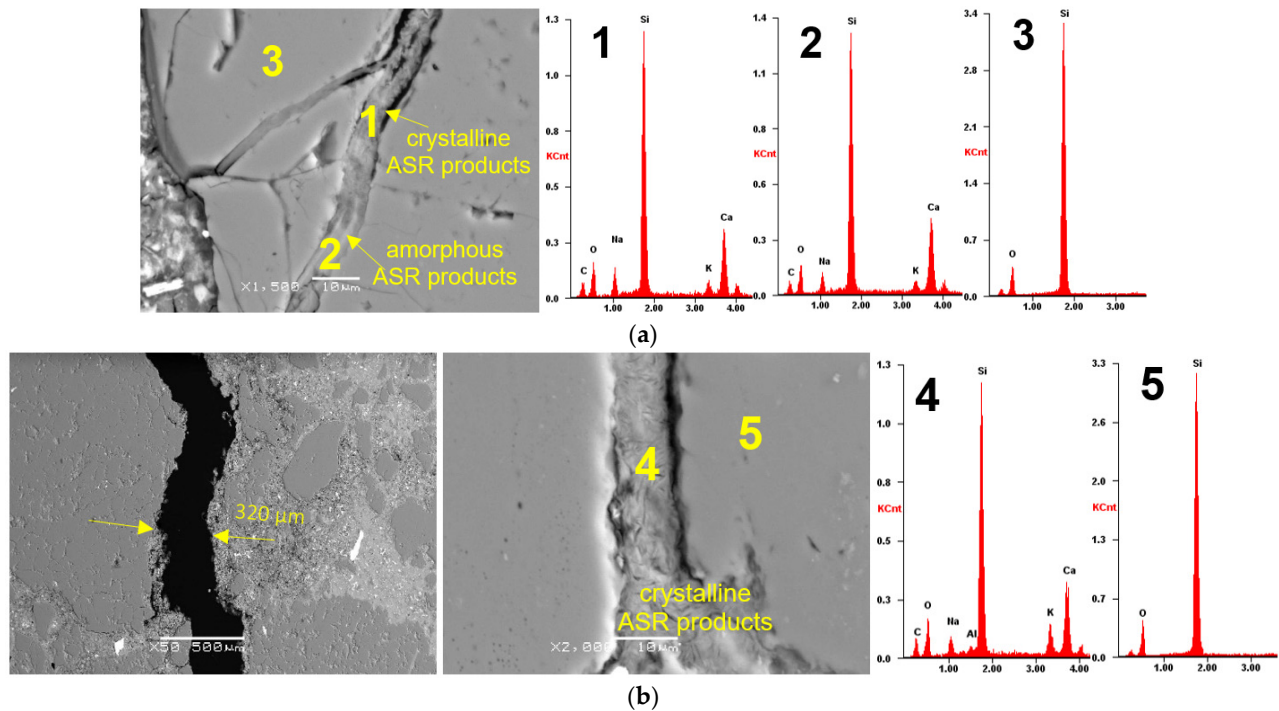 3
1
crystalline
ASR products
2
amorphous
ASR products
X1,500 10μm
1
1.3
1.0
0.8
KCnt
0.5
0.3
0.0
Si
C
O
Na
K
Ca
1.00 2.00 3.00 4.00
2
1.4
1.1
0.8
KCnt
0.6
0.3
0.0
Si
C
O
Na
K
Ca
1.00 2.00 3.00 4.00
3
3.4
2.8
2.1
KCnt
1.4
0.7
0.0
Si
O
1.00 2.00 3.00
(a)
320 μm
X50 500μm
4
5
crystalline
ASR products
X2,000 10μm
4
1.3
1.0
0.8
KCnt
0.5
0.3
0.0
Si
C
O
Na
Al
K
Ca
1.00 2.00 3.00 4.00
5
3.3
2.7
2.0
KCnt
1.3
0.7
0.0
Si
O
1.00 2.00 3.00
(b)